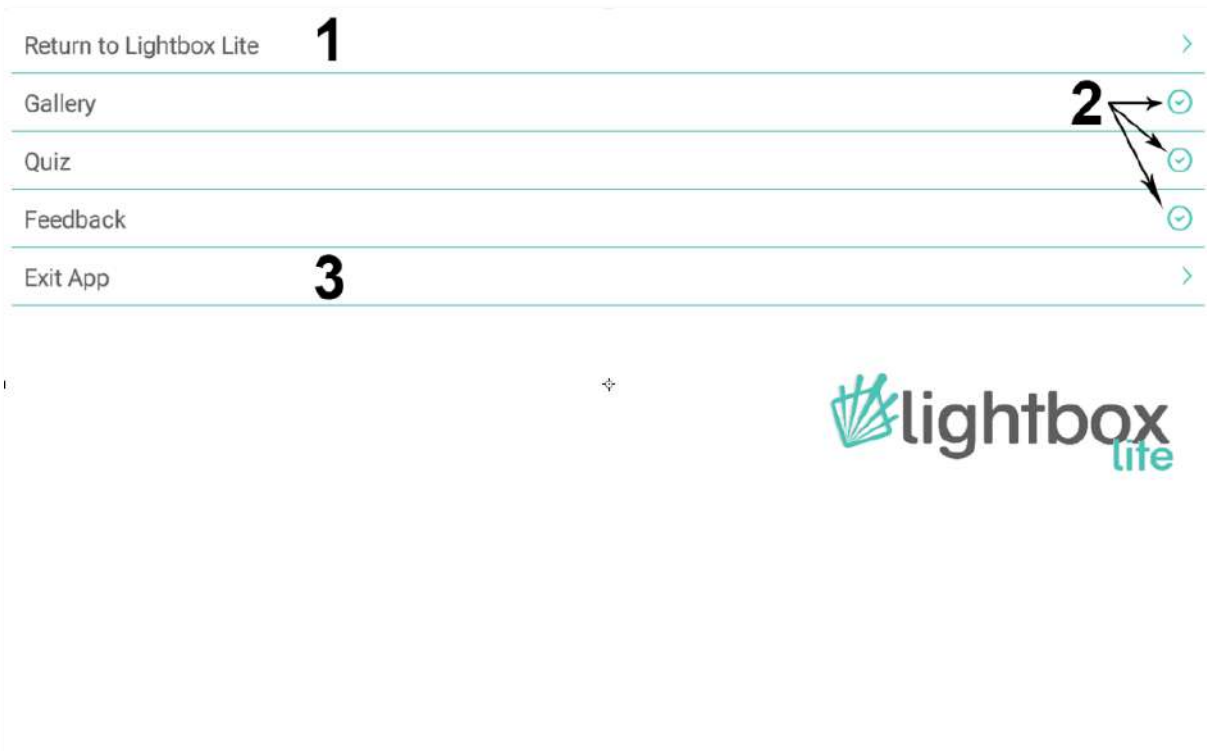 Return to Lightbox Lite 1
Gallery 2
Quiz
Feedback
Exit App 3
lightbox
lite